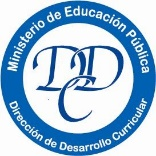 Ministerio de Educación Pública
DDC
Dirección de Desarrollo Curricular